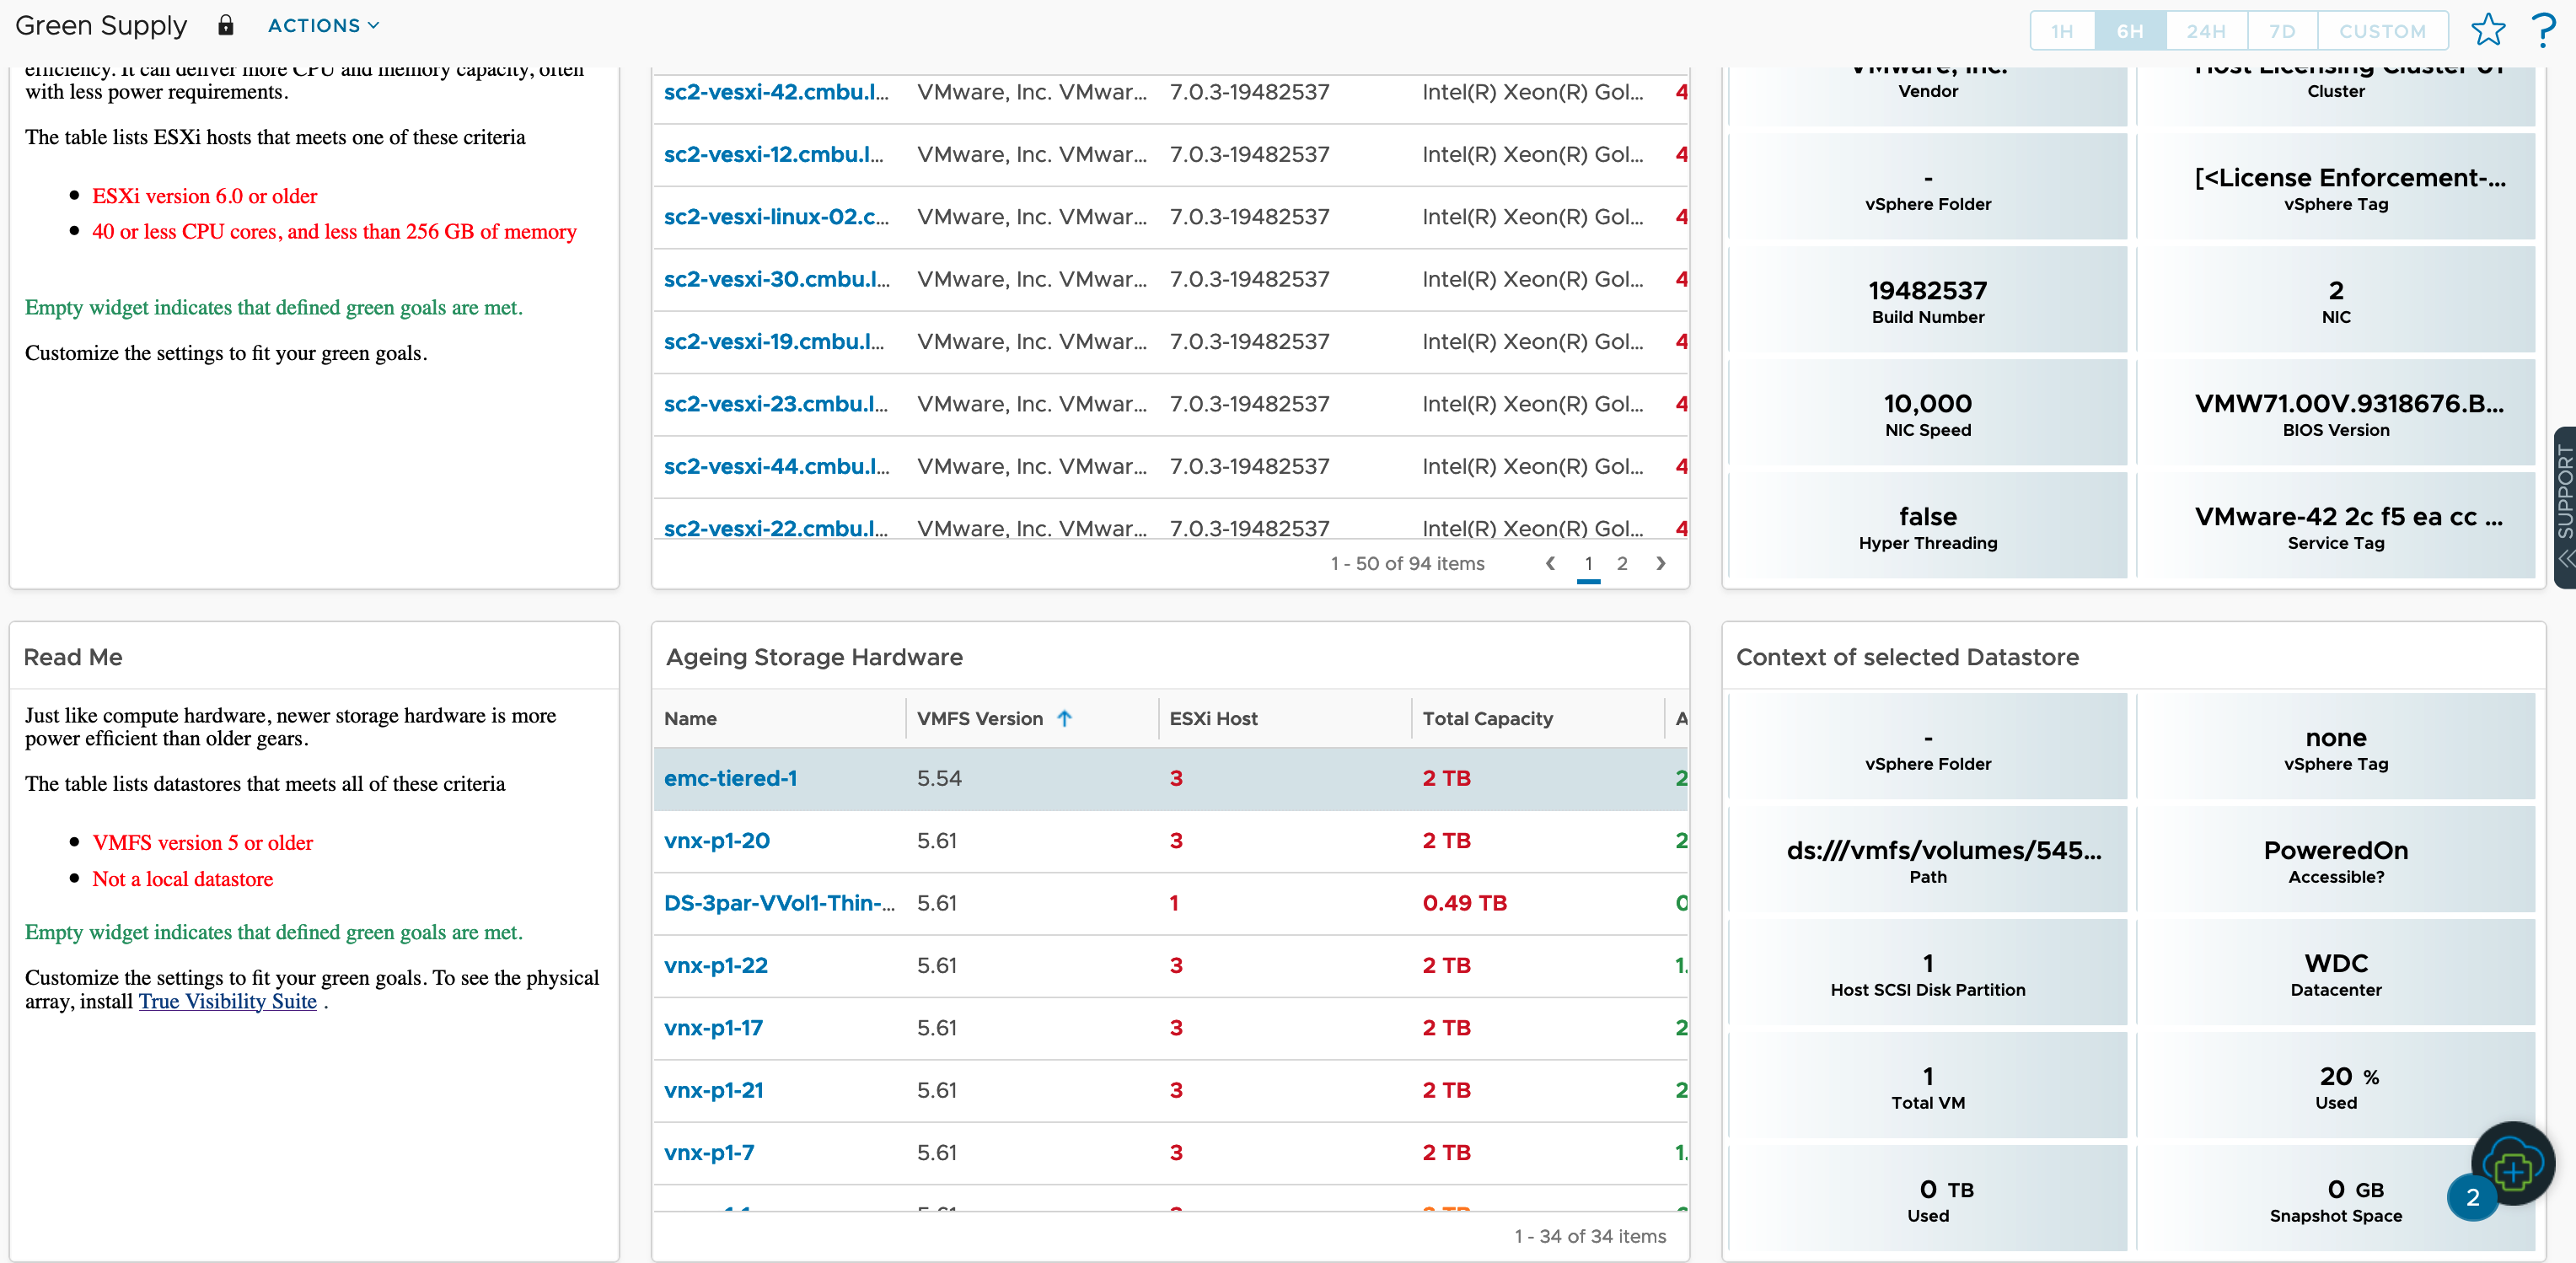 Green Supply
ACTIONS
1H 6H 24H 7D CUSTOM
efficiency. It can deliver more CPU and memory capacity, often
with less power requirements.
The table lists ESXi hosts that meets one of these criteria
ESXi version 6.0 or older
40 or less CPU cores, and less than 256 GB of memory
Empty widget indicates that defined green goals are met.
Customize the settings to fit your green goals.
sc2-vesxi-42.cmbu.l... VMware, Inc. VMwar... 7.0.3-19482537 Intel(R) Xeon(R) Gol... 4
sc2-vesxi-12.cmbu.l... VMware, Inc. VMwar... 7.0.3-19482537 Intel(R) Xeon(R) Gol... 4
sc2-vesxi-linux-02.c... VMware, Inc. VMwar... 7.0.3-19482537 Intel(R) Xeon(R) Gol... 4
sc2-vesxi-30.cmbu.l... VMware, Inc. VMwar... 7.0.3-19482537 Intel(R) Xeon(R) Gol... 4
sc2-vesxi-19.cmbu.l... VMware, Inc. VMwar... 7.0.3-19482537 Intel(R) Xeon(R) Gol... 4
sc2-vesxi-23.cmbu.l... VMware, Inc. VMwar... 7.0.3-19482537 Intel(R) Xeon(R) Gol... 4
sc2-vesxi-44.cmbu.l... VMware, Inc. VMwar... 7.0.3-19482537 Intel(R) Xeon(R) Gol... 4
sc2-vesxi-22.cmbu.l... VMware, Inc. VMwar... 7.0.3-19482537 Intel(R) Xeon(R) Gol... 4
1 - 50 of 94 items 1 2
VMware, Inc. Host Licensing Cluster 01
Vendor Cluster
- [<License Enforcement-...
vSphere Folder vSphere Tag
19482537 2
Build Number NIC
10,000 VMW71.00V.9318676.B...
NIC Speed BIOS Version
false VMware-42 2c f5 ea cc ...
Hyper Threading Service Tag
SUPPORT
Read Me
Just like compute hardware, newer storage hardware is more
power efficient than older gears.
The table lists datastores that meets all of these criteria
VMFS version 5 or older
Not a local datastore
Empty widget indicates that defined green goals are met.
Customize the settings to fit your green goals. To see the physical
array, install True Visibility Suite .
Ageing Storage Hardware
Name VMFS Version ESXi Host Total Capacity
emc-tiered-1 5.54 3 2 TB 2
vnx-p1-20 5.61 3 2 TB 2
DS-3par-VVol1-Thin-... 5.61 1 0.49 TB 0
vnx-p1-22 5.61 3 2 TB 1.
vnx-p1-17 5.61 3 2 TB 2
vnx-p1-21 5.61 3 2 TB 2
vnx-p1-7 5.61 3 2 TB 1.
1 - 34 of 34 items
Context of selected Datastore
- none
vSphere Folder vSphere Tag
ds:///vmfs/volumes/545... PoweredOn
Path Accessible?
1 WDC
Host SCSI Disk Partition Datacenter
1 20 %
Total VM Used
0 TB 0 GB
Used Snapshot Space
2